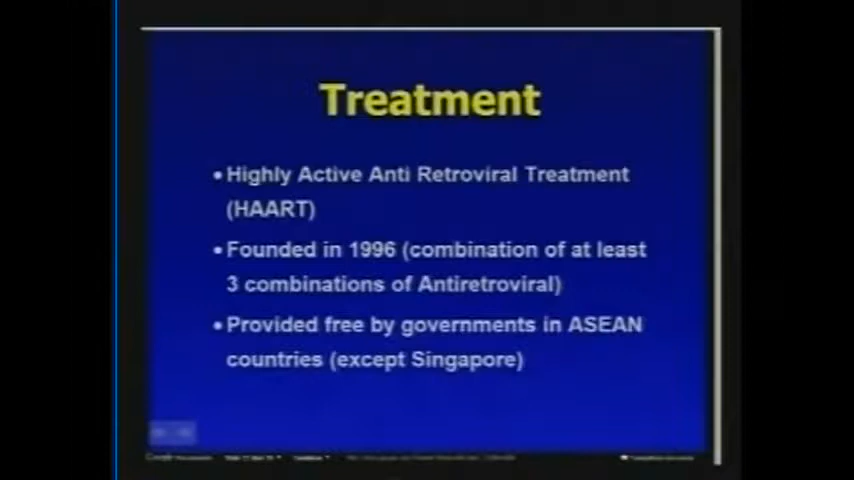 Treatment
• Highly Active Anti Retroviral Treatment
(HAART)
• Founded in 1996 (combination of at least
3 combinations of Antiretroviral)
• Provided free by governments in ASEAN
countries (except Singapore)